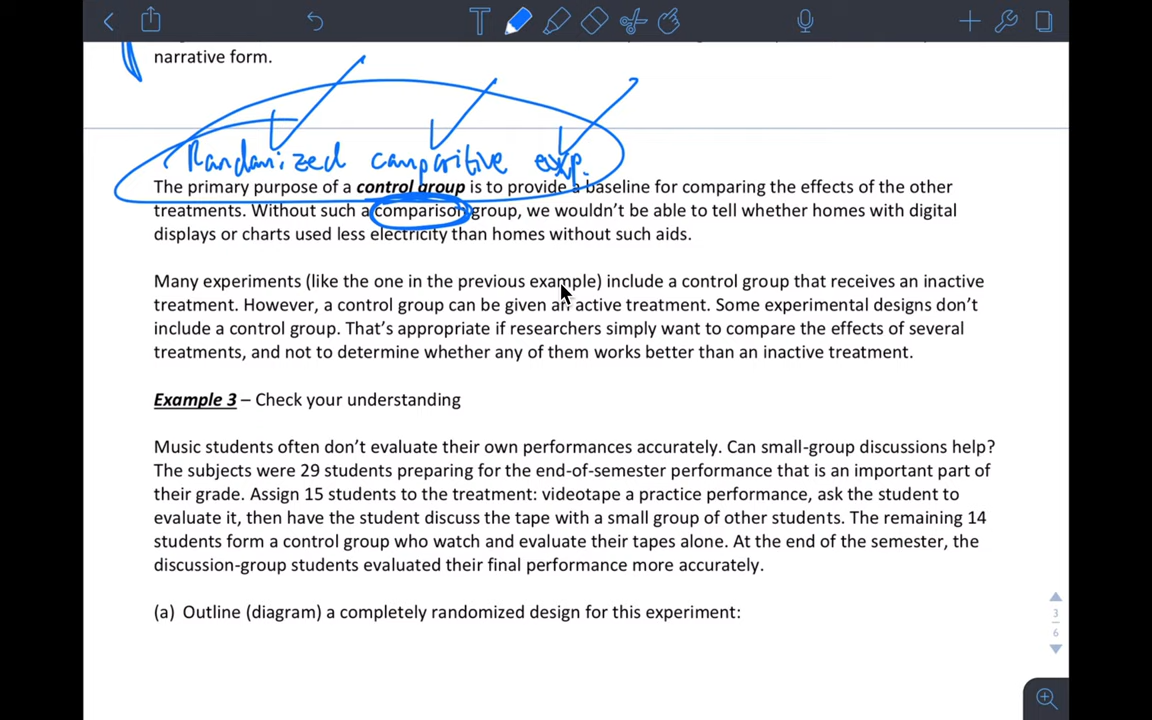 narrative form.
Randamized camparitive exp.
The primary purpose of a control group is to provide a baseline for comparing the effects of the other
treatments. Without such a comparison group, we wouldn't be able to tell whether homes with digital
displays or charts used less electricity than homes without such aids.
Many experiments (like the one in the previous example) include a control group that receives an inactive
treatment. However, a control group can be given an active treatment. Some experimental designs don't
include a control group. That's appropriate if researchers simply want to compare the effects of several
treatments, and not to determine whether any of them works better than an inactive treatment.
Example 3 – Check your understanding
Music students often don't evaluate their own performances accurately. Can small-group discussions help?
The subjects were 29 students preparing for the end-of-semester performance that is an important part of
their grade. Assign 15 students to the treatment: videotape a practice performance, ask the student to
evaluate it, then have the student discuss the tape with a small group of other students. The remaining 14
students form a control group who watch and evaluate their tapes alone. At the end of the semester, the
discussion-group students evaluated their final performance more accurately.
(a) Outline (diagram) a completely randomized design for this experiment:
3
6